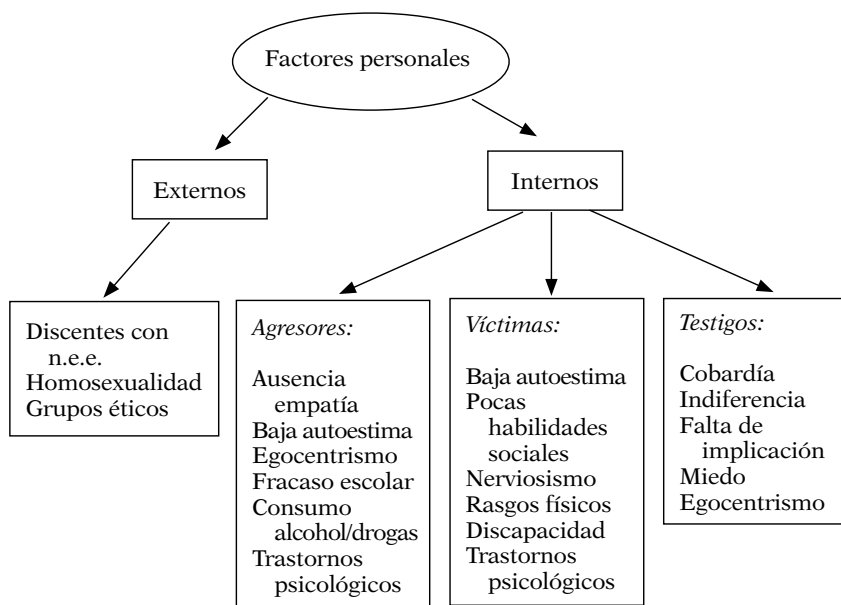 Factores personales
Externos
Internos
Discentes con
n.e.e.
Homosexualidad
Grupos éticos
Agresores:
Ausencia
empatía
Baja autoestima
Egocentrismo
Fracaso escolar
Consumo
alcohol/drogas
Trastornos
psicológicos
Víctimas:
Baja autoestima
Pocas
habilidades
sociales
Nerviosismo
Rasgos físicos
Discapacidad
Trastornos
psicológicos
Testigos:
Cobardía
Indiferencia
Falta de
implicación
Miedo
Egocentrismo